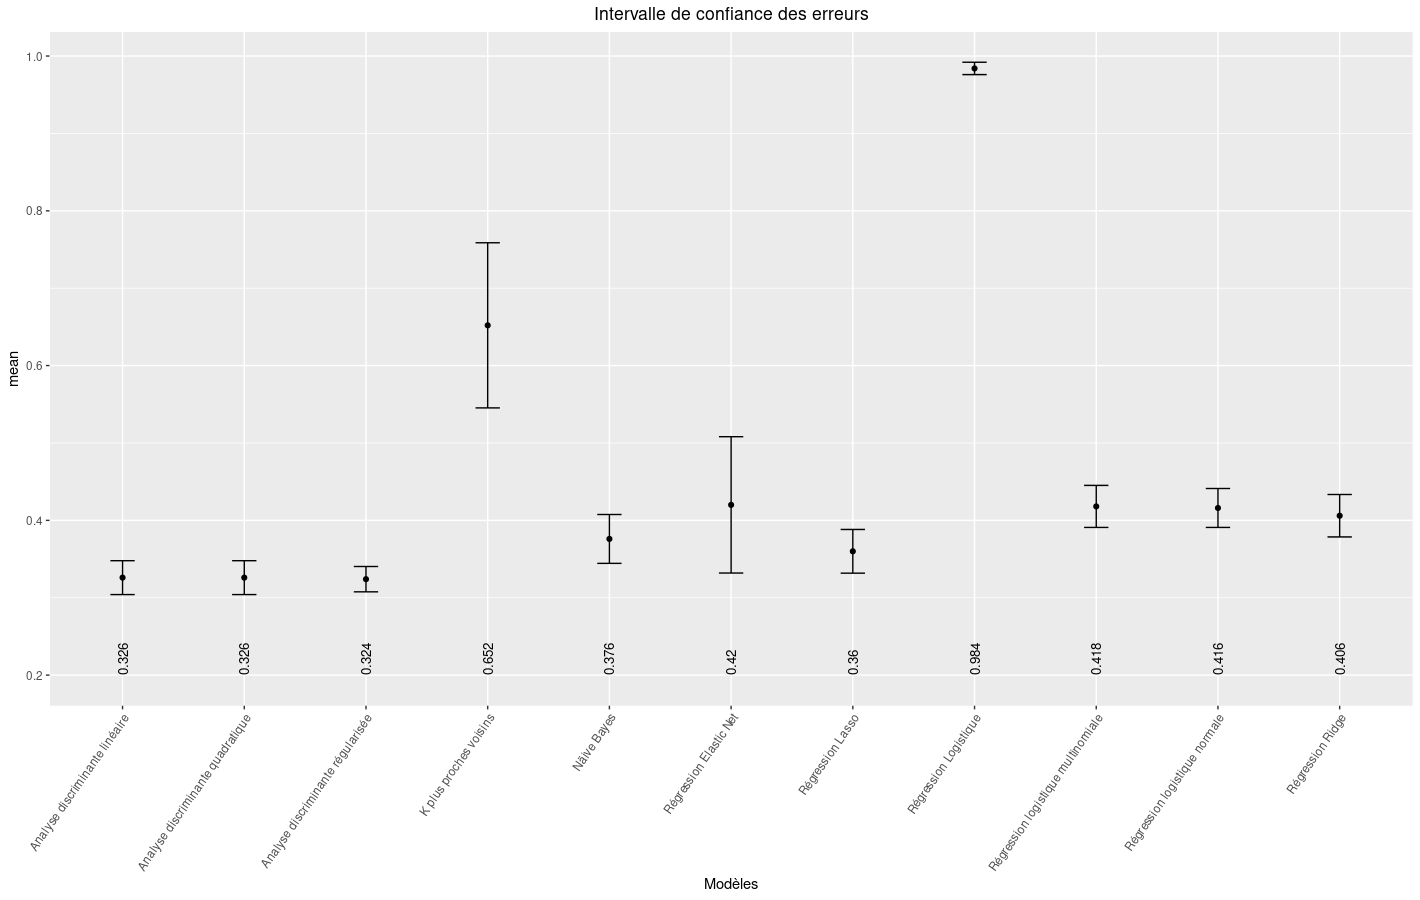 Intervalle de confiance des erreurs
1.0
0.8
0.6
0.4
0.2
mean
0.326
0.326
0.324
0.652
0.376
0.42
0.36
0.984
0.418
0.416
0.406
Analyse discriminante linéaire
Analyse discriminante quadratique
Analyse discriminante régularisée
K plus proches voisins
Näive Bayes
Régression Elastic Net
Régression Lasso
Régression Logistique
Régression logistique multinomiale
Régression logistique normale
Régression Ridge
Modèles